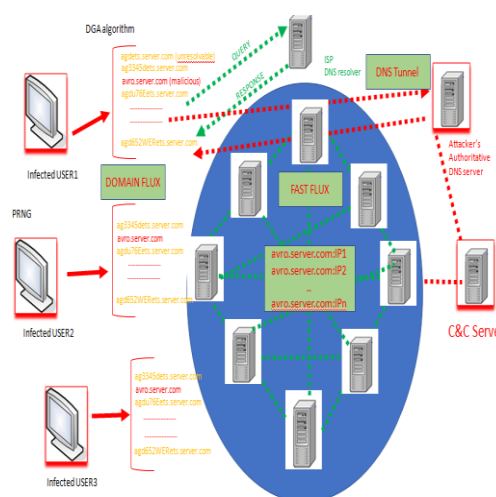 DGA algorithm
agdets.server.com (unresolvable)
ag3345dets.server.com
avro.server.com (malicious)
agdu76Eets.server.com
agd652WERets.server.com
QUERY
RESPONSE
ISP
DNS resolver
DNS Tunnel
Attacker's
Authoritative
DNS server
Infected USER1
DOMAIN FLUX
FAST FLUX
PRNG
ag3345dets.server.com
avro.server.com
agdu76Eets.server.com
agd652WERets.server.com
avro.server.com:IP1
avro.server.com:IP2
...
avro.server.com:IPn
Infected USER2
C&C Server
ag3345dets.server.com
avro.server.com
agdu76Eets.server.com
agd652WERets.server.com
Infected USER3